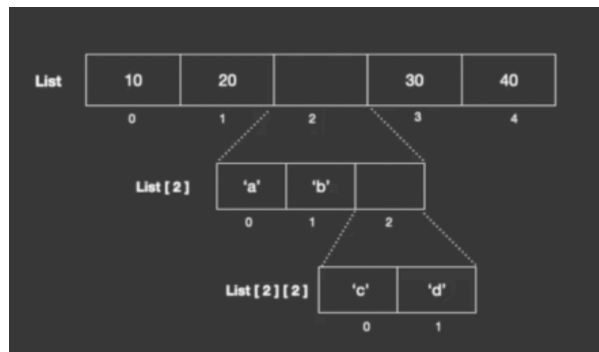 List 10 20 30 40
0 1 2 3 4
List [ 2 ] 'a' 'b'
0 1 2
List [ 2 ] [ 2 ] 'c' 'd'
0 1